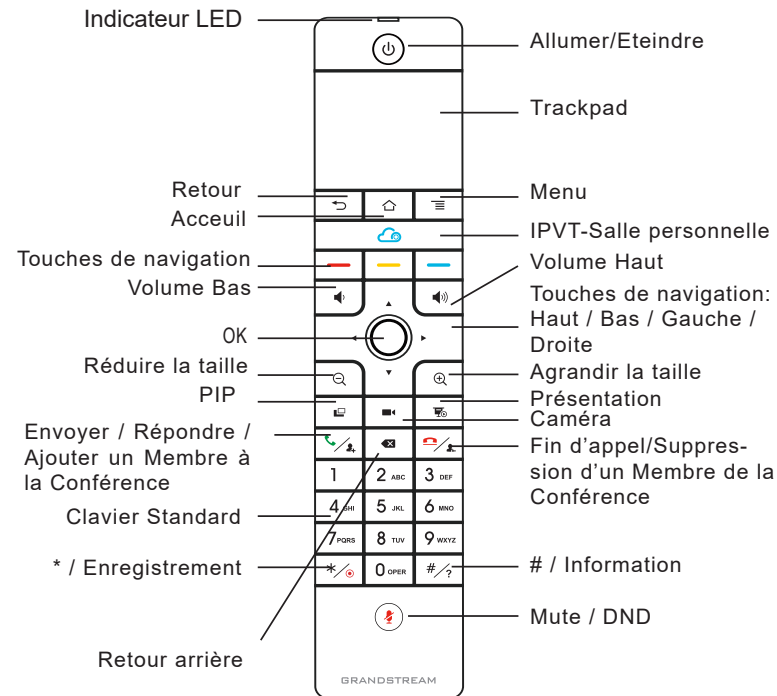 Indicateur LED
Allumer/Eteindre
Trackpad
Retour
Menu
Acceuil
IPVT-Salle personnelle
Touches de navigation
Volume Haut
Volume Bas
Touches de navigation:
Haut / Bas / Gauche /
Droite
OK
Réduire la taille
Agrandir la taille
PIP
Présentation
Caméra
Envoyer / Répondre /
Ajouter un Membre à
la Conférence
Fin d'appel/Suppres-
sion d'un Membre de la
Conférence
1 2 ABC 3 DEF
Clavier Standard
4 GHI 5 JKL 6 MNO
7 PQRS 8 TUV 9 WXYZ
* / Enregistrement
* 0 OPER #/?
# / Information
Mute / DND
Retour arrière
GRANDSTREAM